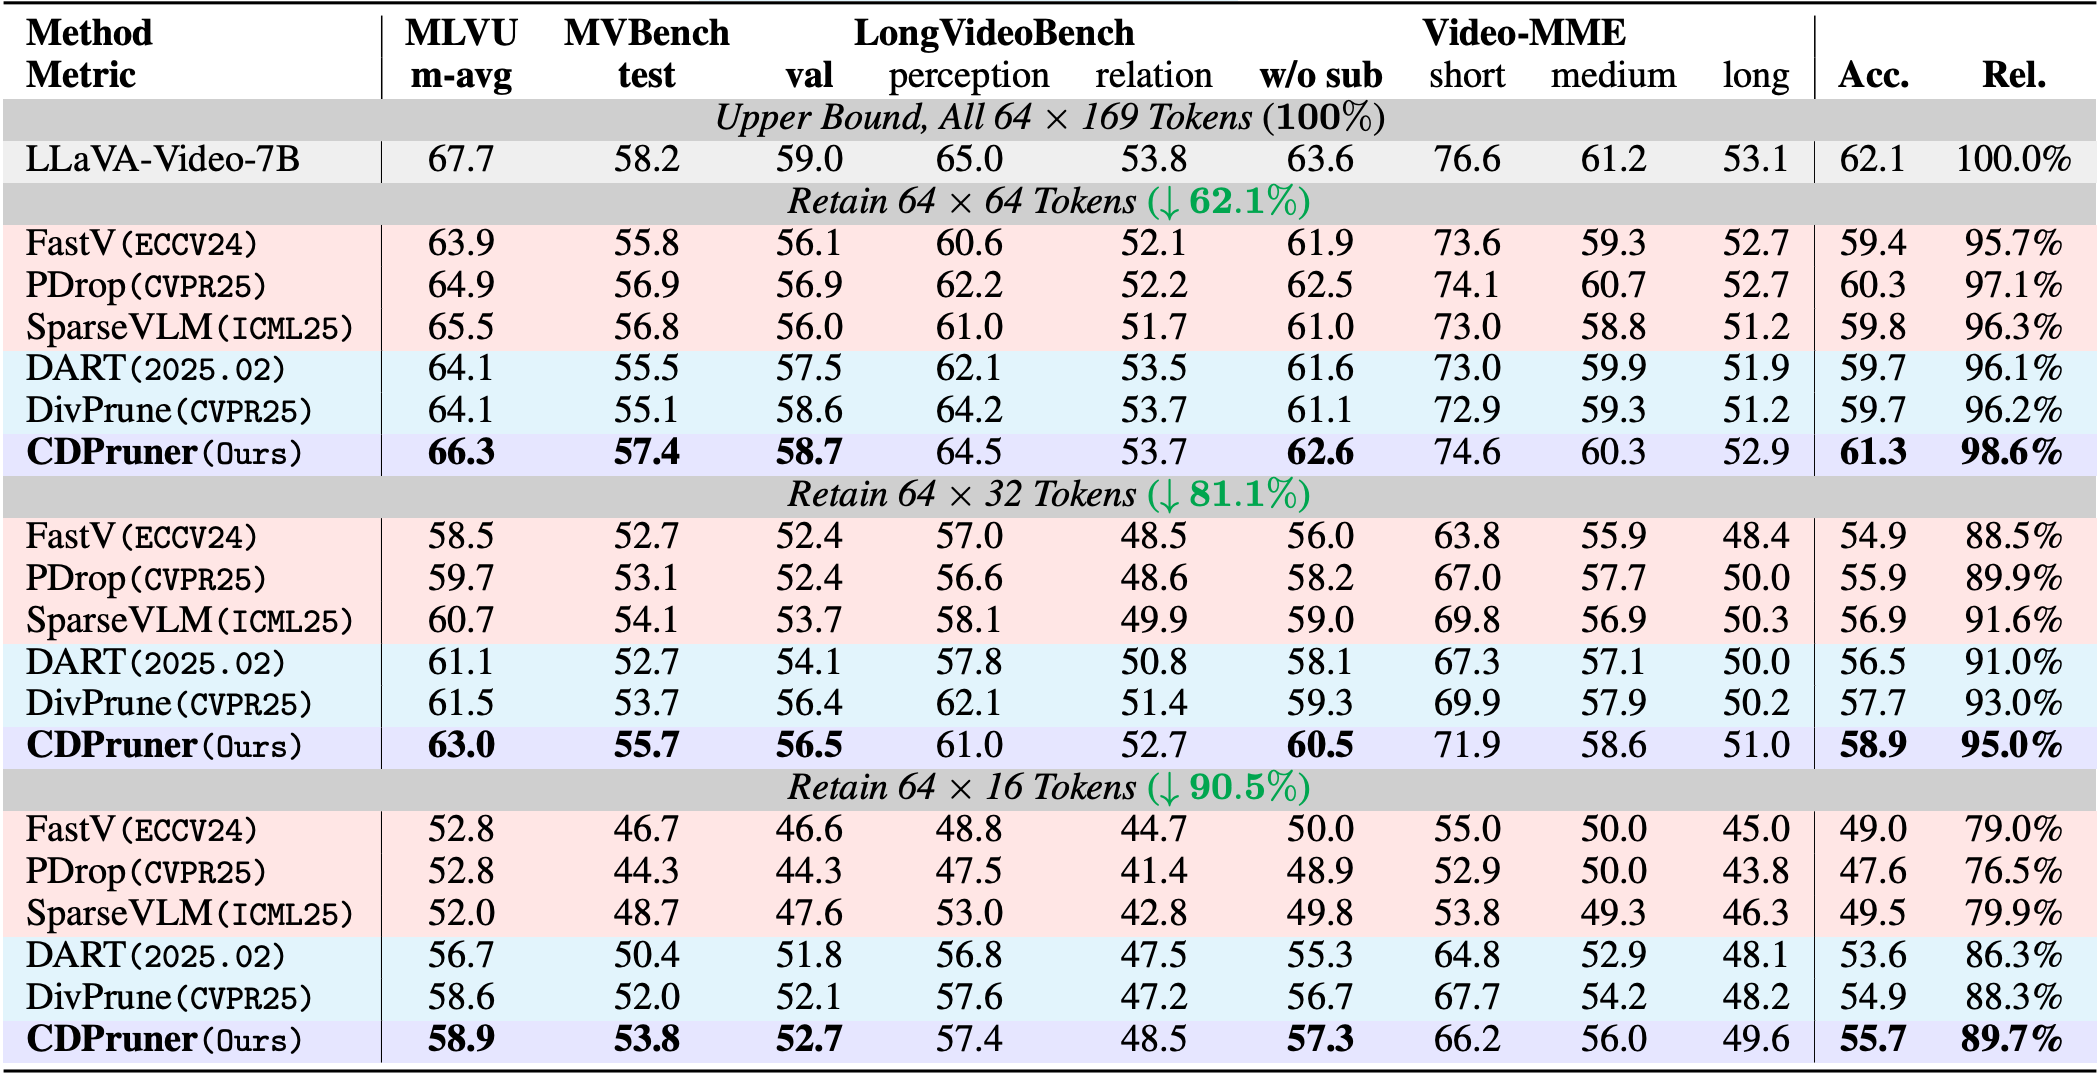 Method MLVU MVBench LongVideoBench Video-MME
Metric m-avg test val perception relation w/o sub short medium long Acc. Rel.
Upper Bound, All 64 × 169 Tokens (100%)
LLaVA-Video-7B 67.7 58.2 59.0 65.0 53.8 63.6 76.6 61.2 53.1 62.1 100.0%
Retain 64 × 64 Tokens (↓ 62.1%)
FastV(ECCV24) 63.9 55.8 56.1 60.6 52.1 61.9 73.6 59.3 52.7 59.4 95.7%
PDrop(CVPR25) 64.9 56.9 56.9 62.2 52.2 62.5 74.1 60.7 52.7 60.3 97.1%
SparseVLM(ICML25) 65.5 56.8 56.0 61.0 51.7 61.0 73.0 58.8 51.2 59.8 96.3%
DART(2025.02) 64.1 55.5 57.5 62.1 53.5 61.6 73.0 59.9 51.9 59.7 96.1%
DivPrune(CVPR25) 64.1 55.1 58.6 64.2 53.7 61.1 72.9 59.3 51.2 59.7 96.2%
CDPruner(Ours) 66.3 57.4 58.7 64.5 53.7 62.6 74.6 60.3 52.9 61.3 98.6%
Retain 64 × 32 Tokens (↓ 81.1%)
FastV(ECCV24) 58.5 52.7 52.4 57.0 48.5 56.0 63.8 55.9 48.4 54.9 88.5%
PDrop(CVPR25) 59.7 53.1 52.4 56.6 48.6 58.2 67.0 57.7 50.0 55.9 89.9%
SparseVLM(ICML25) 60.7 54.1 53.7 58.1 49.9 59.0 69.8 56.9 50.3 56.9 91.6%
DART(2025.02) 61.1 52.7 54.1 57.8 50.8 58.1 67.3 57.1 50.0 56.5 91.0%
DivPrune(CVPR25) 61.5 53.7 56.4 62.1 51.4 59.3 69.9 57.9 50.2 57.7 93.0%
CDPruner(Ours) 63.0 55.7 56.5 61.0 52.7 60.5 71.9 58.6 51.0 58.9 95.0%
Retain 64 × 16 Tokens (↓ 90.5%)
FastV(ECCV24) 52.8 46.7 46.6 48.8 44.7 50.0 55.0 50.0 45.0 49.0 79.0%
PDrop(CVPR25) 52.8 44.3 44.3 47.5 41.4 48.9 52.9 50.0 43.8 47.6 76.5%
SparseVLM(ICML25) 52.0 48.7 47.6 53.0 42.8 49.8 53.8 49.3 46.3 49.5 79.9%
DART(2025.02) 56.7 50.4 51.8 56.8 47.5 55.3 64.8 52.9 48.1 53.6 86.3%
DivPrune(CVPR25) 58.6 52.0 52.1 57.6 47.2 56.7 67.7 54.2 48.2 54.9 88.3%
CDPruner(Ours) 58.9 53.8 52.7 57.4 48.5 57.3 66.2 56.0 49.6 55.7 89.7%